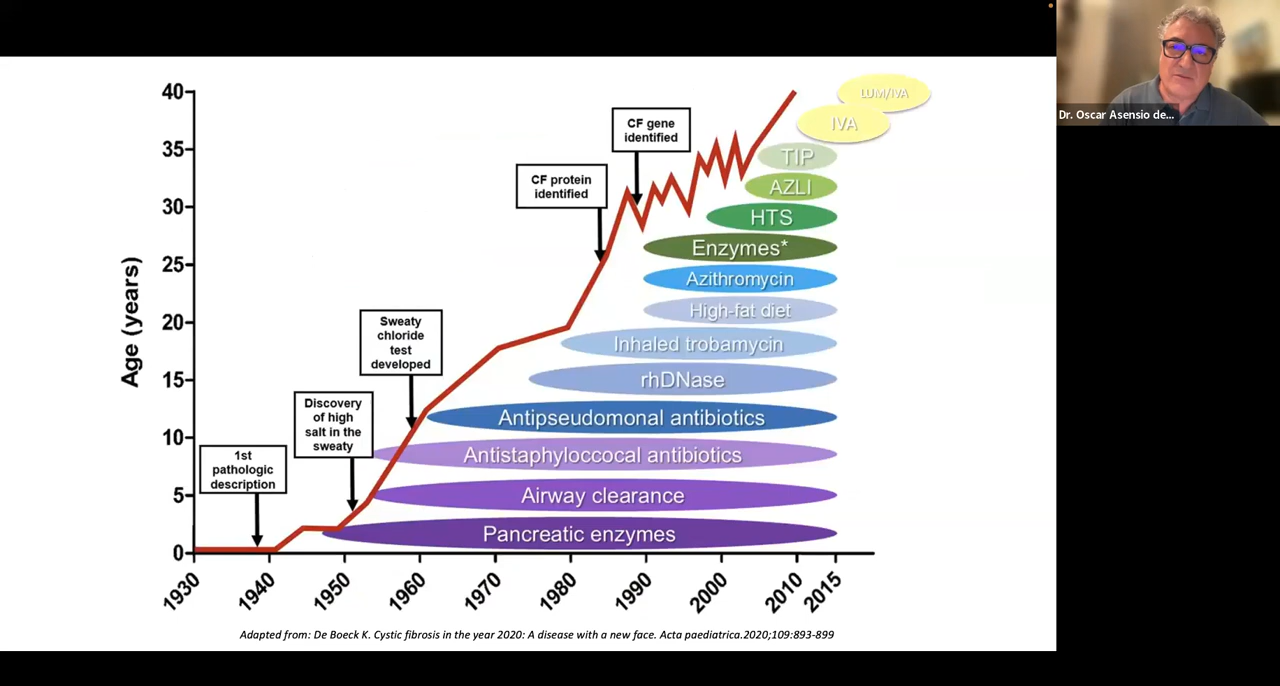 Dr. Oscar Asensio de...
40
35
30
25
20
15
10
5
0
Age (years)
1930
1940
1950
1960
1970
1980
1990
2000
2010
2015
1st
pathologic
description
Discovery
of high
salt in the
sweaty
Sweaty
chloride
test
developed
CF protein
identified
CF gene
identified
LUM/IVA
IVA
TIP
AZLI
HTS
Enzymes*
Azithromycin
High-fat diet
Inhaled trobamycin
rhDNase
Antipseudomonal antibiotics
Antistaphyloccocal antibiotics
Airway clearance
Pancreatic enzymes
Adapted from: De Boeck K. Cystic fibrosis in the year 2020: A disease with a new face. Acta paediatrica.2020;109:893-899